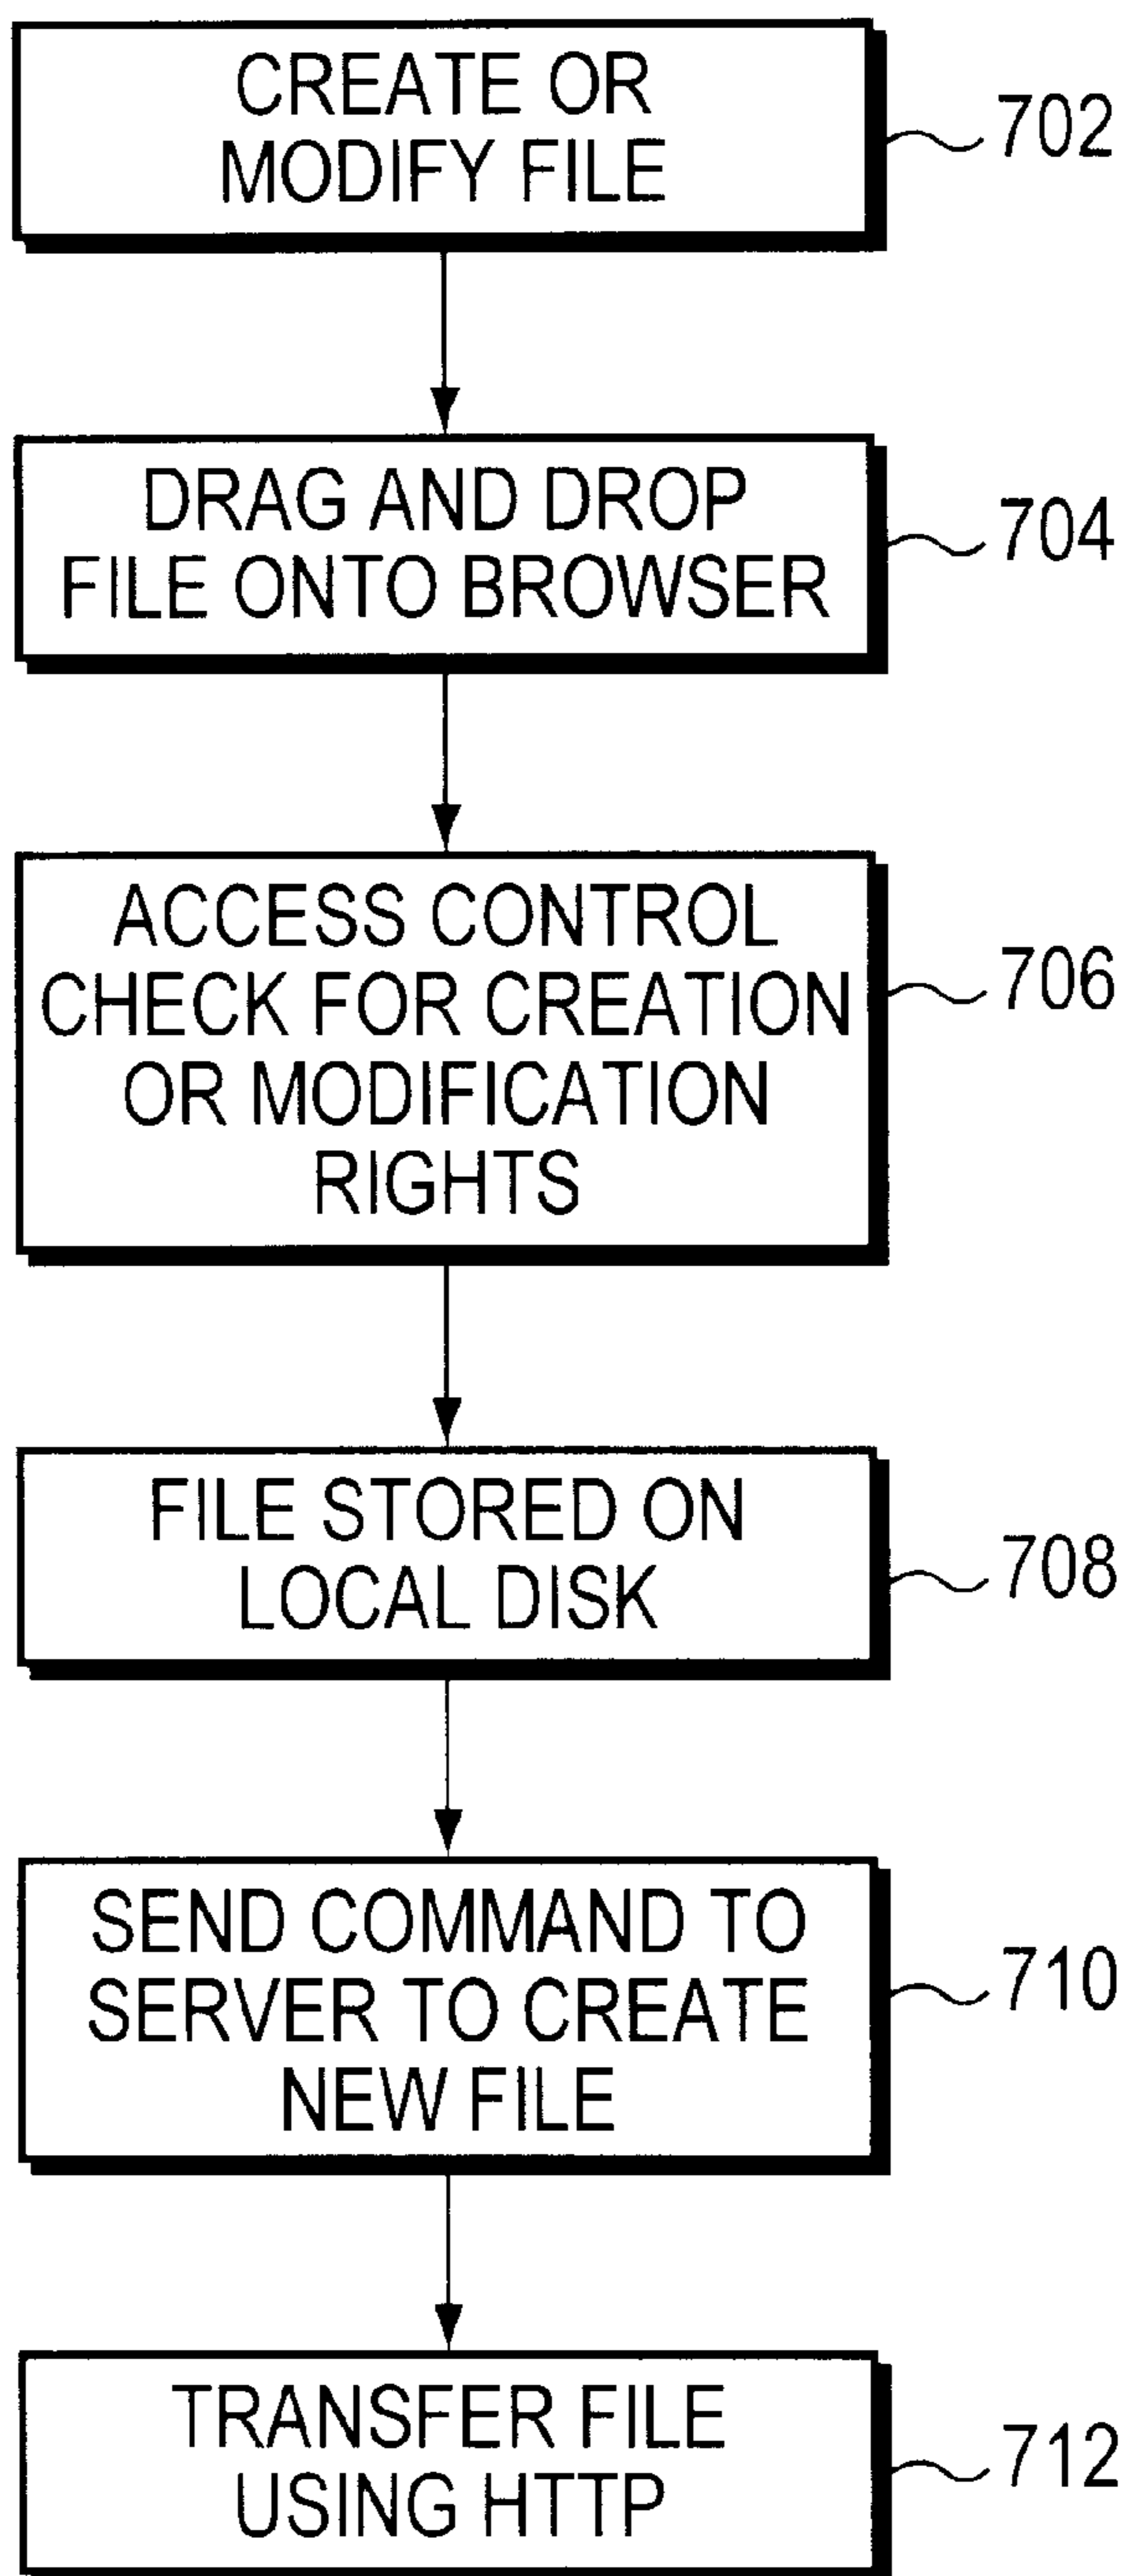 CREATE OR
MODIFY FILE
702
DRAG AND DROP
FILE ONTO BROWSER
704
ACCESS CONTROL
CHECK FOR CREATION
OR MODIFICATION
RIGHTS
706
FILE STORED ON
LOCAL DISK
708
SEND COMMAND TO
SERVER TO CREATE
NEW FILE
710
TRANSFER FILE
USING HTTP
712